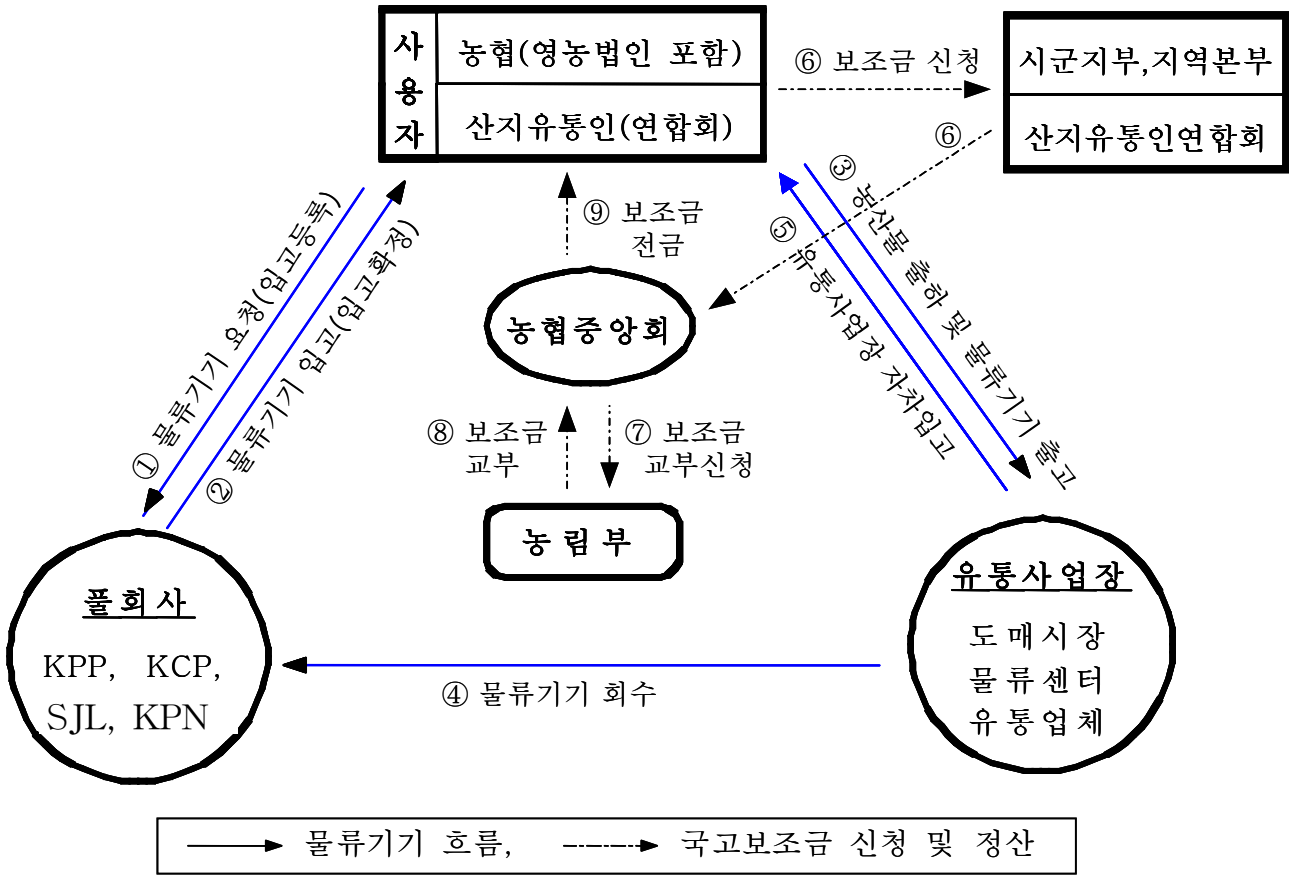 사용자
농협(영농법인 포함)
산지유통인(연합회)
⑥ 보조금 신청
시군지부,지역본부
산지유통인연합회
⑥
③ 농산물 출하 및 물류기기 출고
⑤ 유통사업장 자차입고
⑨ 보조금
전금
① 물류기기 요청(입고등록)
② 물류기기 입고(입고확정)
농협중앙회
⑧ 보조금
교부
⑦ 보조금
교부신청
농림부
풀회사
KPP, KCP,
SJL, KPN
유통사업장
도매시장
물류센터
유통업체
④ 물류기기 회수
물류기기 흐름, 국고보조금 신청 및 정산